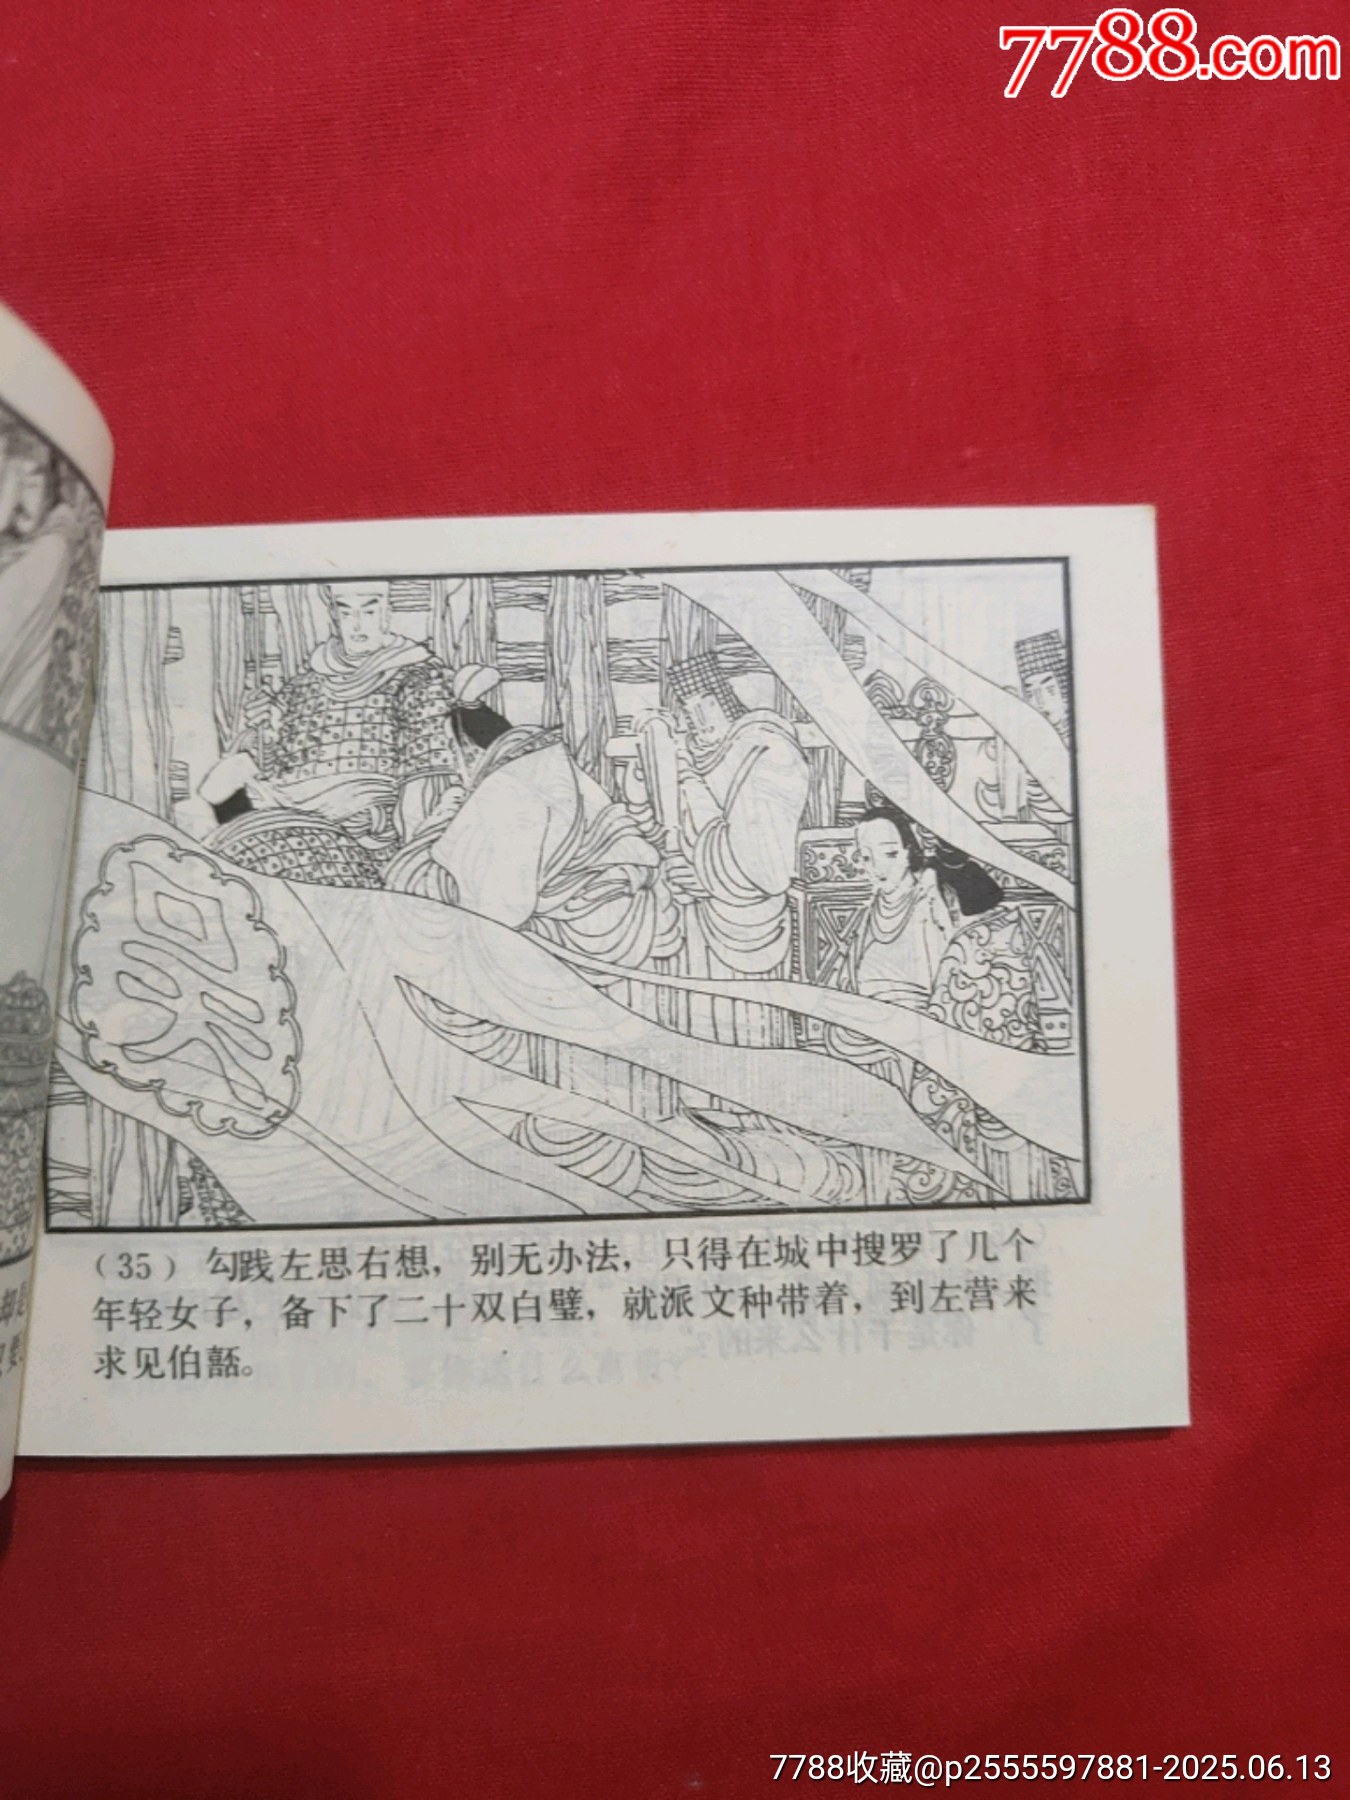 7788.com
吴
(35) 勾践左思右想，别无办法，只得在城中搜罗了几个
年轻女子，备下了二十双白璧，就派文种带着，到左营来
求见伯嚭。
7788收藏@p2555597881-2025.06.13